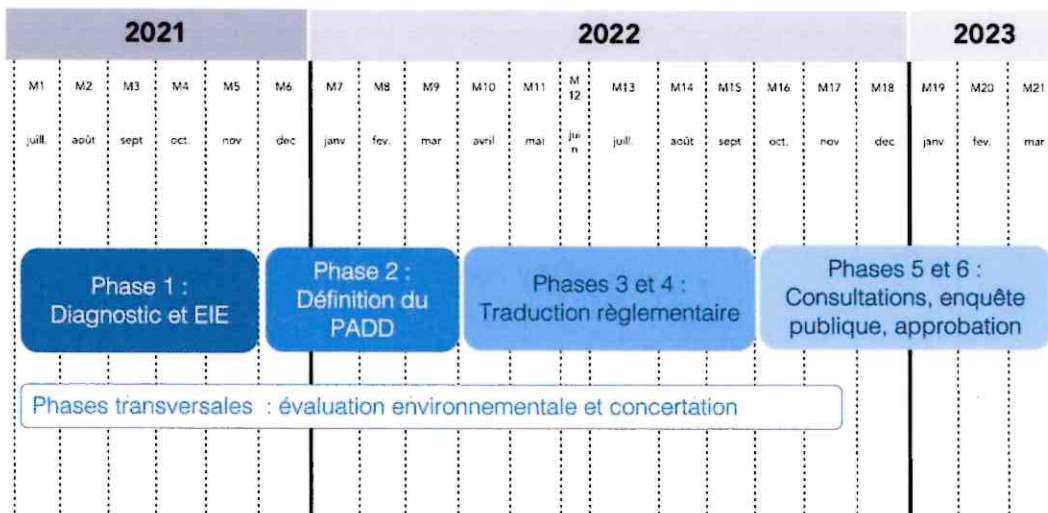 2021 2022 2023
M1 M2 M3 M4 M5 M6 M7 M8 M9 M10 M11 M 12 M13 M14 M15 M16 M17 M18 M19 M20 M21
juill. août sept oct. nov dec janv fev. mar avril mai jui n juill. août sept oct. nov dec janv fev. mar
Phase 1 :
Diagnostic et EIE
Phase 2 :
Définition du
PADD
Phases 3 et 4 :
Traduction règlementaire
Phases 5 et 6 :
Consultations, enquête
publique, approbation
Phases transversales : évaluation environnementale et concertation